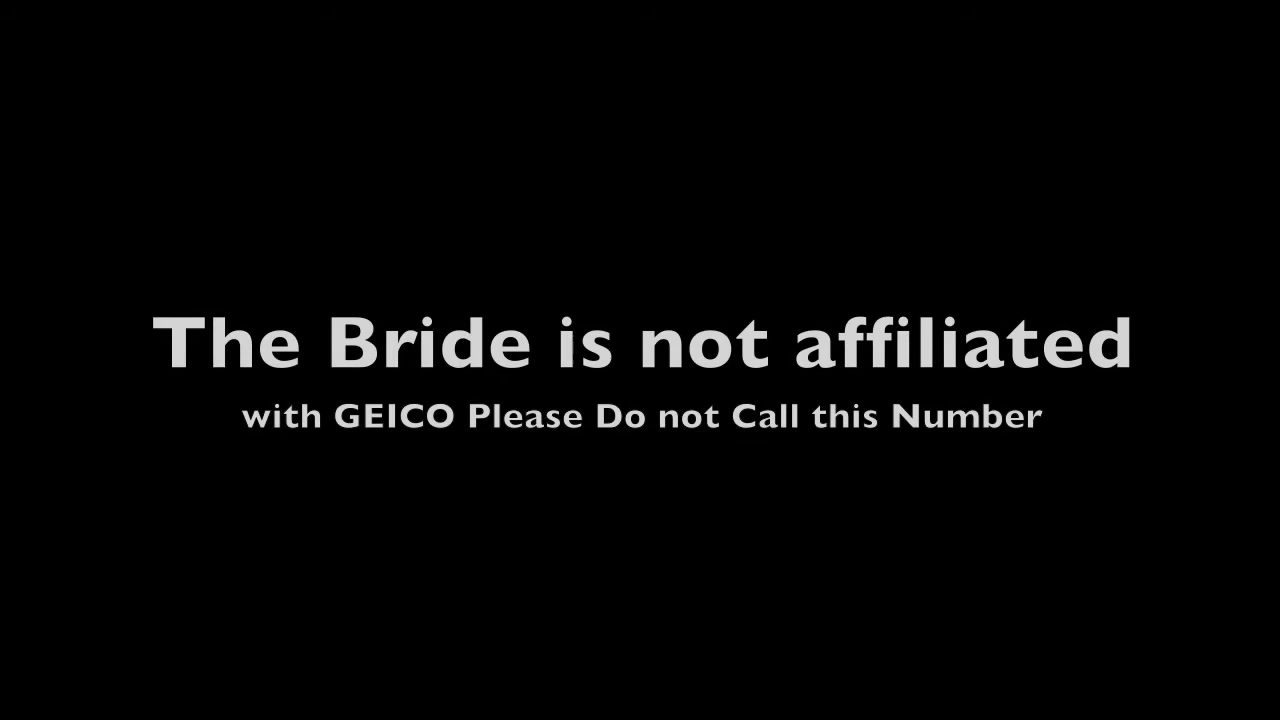 The Bride is not affiliated
with GEICO Please Do not Call this Number